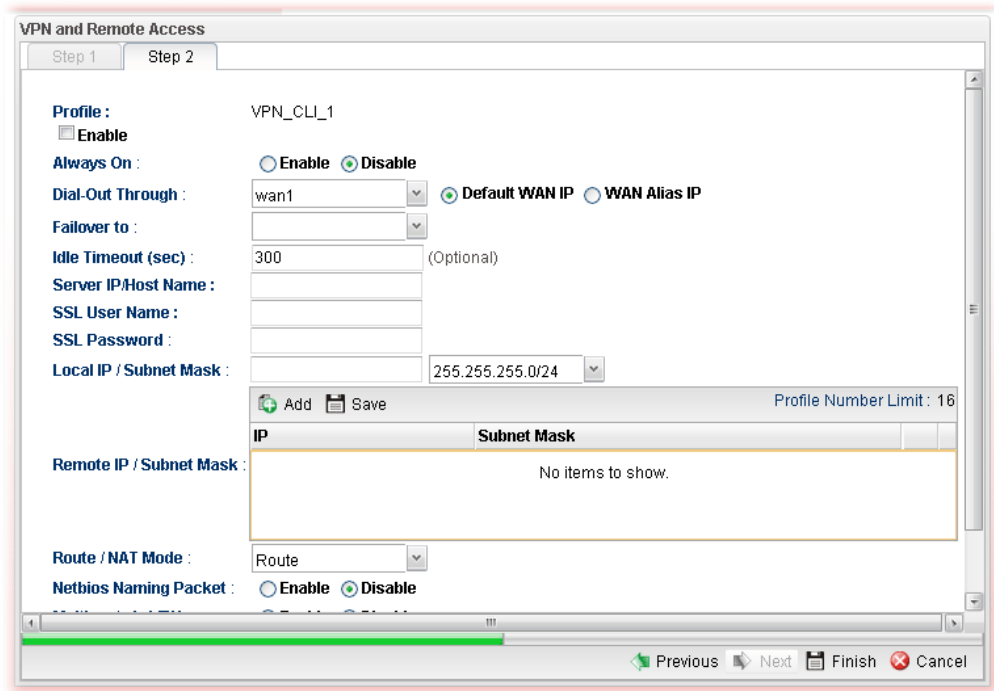 VPN and Remote Access
Step 1 Step 2
Profile : VPN_CLI_1
Enable
Always On : Enable Disable
Dial-Out Through : wan1 Default WAN IP WAN Alias IP
Failover to :
Idle Timeout (sec) : 300 (Optional)
Server IP/Host Name :
SSL User Name :
SSL Password :
Local IP / Subnet Mask : 255.255.255.0/24
Add Save Profile Number Limit : 16
IP Subnet Mask
Remote IP / Subnet Mask : No items to show.
Route / NAT Mode : Route
Netbios Naming Packet : Enable Disable
Previous Next Finish Cancel